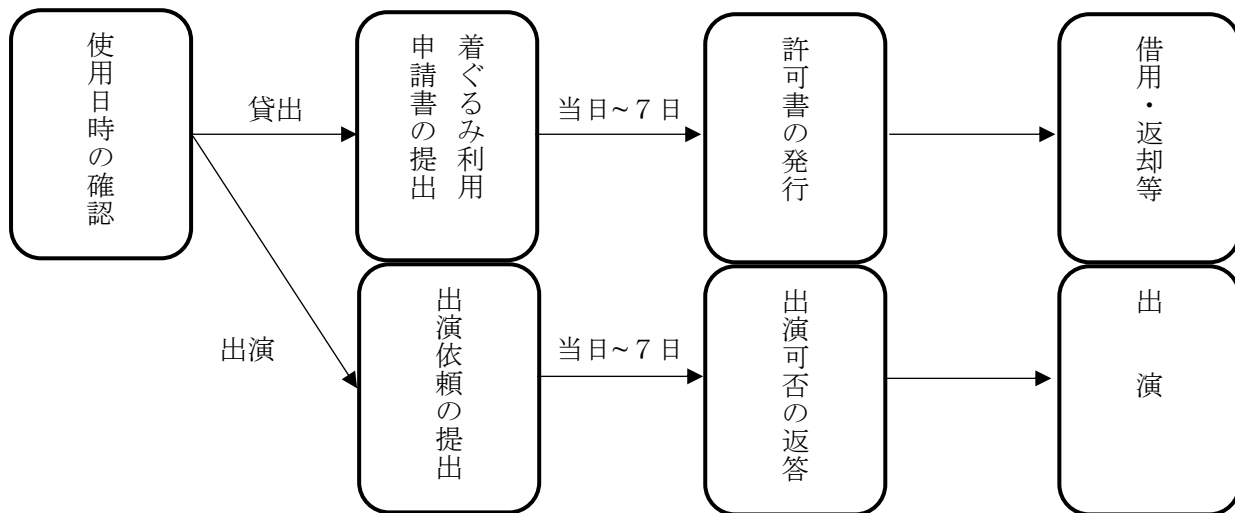 使用日時の確認
貸出
着ぐるみ利用
申請書の提出
当日~７日
許可書の発行
借用・返却等
出演
出演依頼の提出
当日~７日
出演可否の返答
出　演